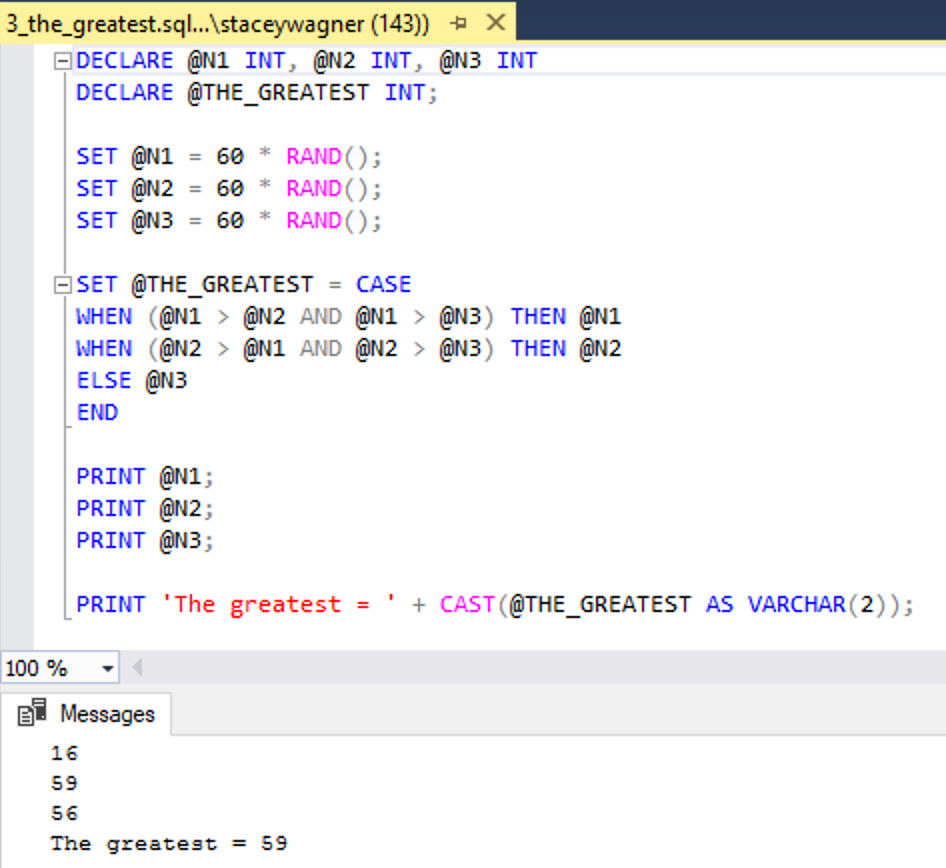 3_the_greatest.sql...\staceywagner (143))
DECLARE @N1 INT, @N2 INT, @N3 INT
DECLARE @THE_GREATEST INT;
SET @N1 = 60 * RAND();
SET @N2 = 60 * RAND();
SET @N3 = 60 * RAND();
SET @THE_GREATEST = CASE
WHEN (@N1 > @N2 AND @N1 > @N3) THEN @N1
WHEN (@N2 > @N1 AND @N2 > @N3) THEN @N2
ELSE @N3
END
PRINT @N1;
PRINT @N2;
PRINT @N3;
PRINT 'The greatest = ' + CAST(@THE_GREATEST AS VARCHAR(2));
100 %
Messages
16
59
56
The greatest = 59